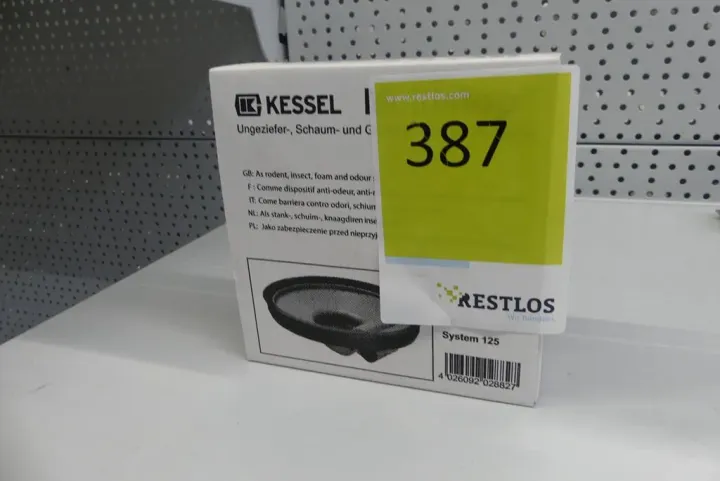 KESSEL
Ungeziefer-, Schaum- und G
GB: As rodent, insect, foam and odour
F: Comme dispositif anti-odeur, anti-
IT: Come barriera contro odori, schium
NL: Als stank-, schuim-, knaagdiren inse
PL: Jako zabezpieczenie przed nieprzyj
System 125
4 026092 028827
www.restlos.com
387
RESTLOS